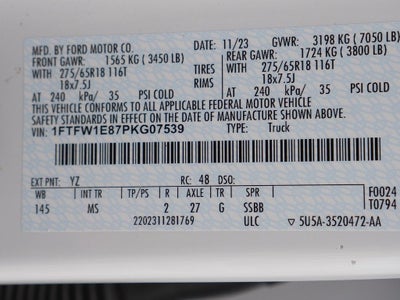 MFD. BY FORD MOTOR CO.
DATE: 11/23 GVWR: 3198 KG (7050 LB)
FRONT GAWR: 1565 KG (3450 LB) REAR GAWR: 1724 KG (3800 LB)
WITH 275/65R18 116T TIRES WITH 275/65R18 116T
18x7.5J RIMS 18x7.5J
AT 240 kPa/ 35 PSI COLD AT 240 kPa/ 35 PSI COLD
THIS VEHICLE CONFORMS TO ALL APPLICABLE FEDERAL MOTOR VEHICLE
SAFETY STANDARDS IN EFFECT ON THE DATE OF MANUFACTURE SHOWN ABOVE.
VIN: 1FTFW1E87PKG07539 TYPE: Truck
EXT PNT: YZ RC: 48 DSO: F0024
WB INT TR TP/PS R AXLE TR SPR T0794
145 MS 2 27 G SSBB
2202311281769 ULC 5U5A-3520472-AA